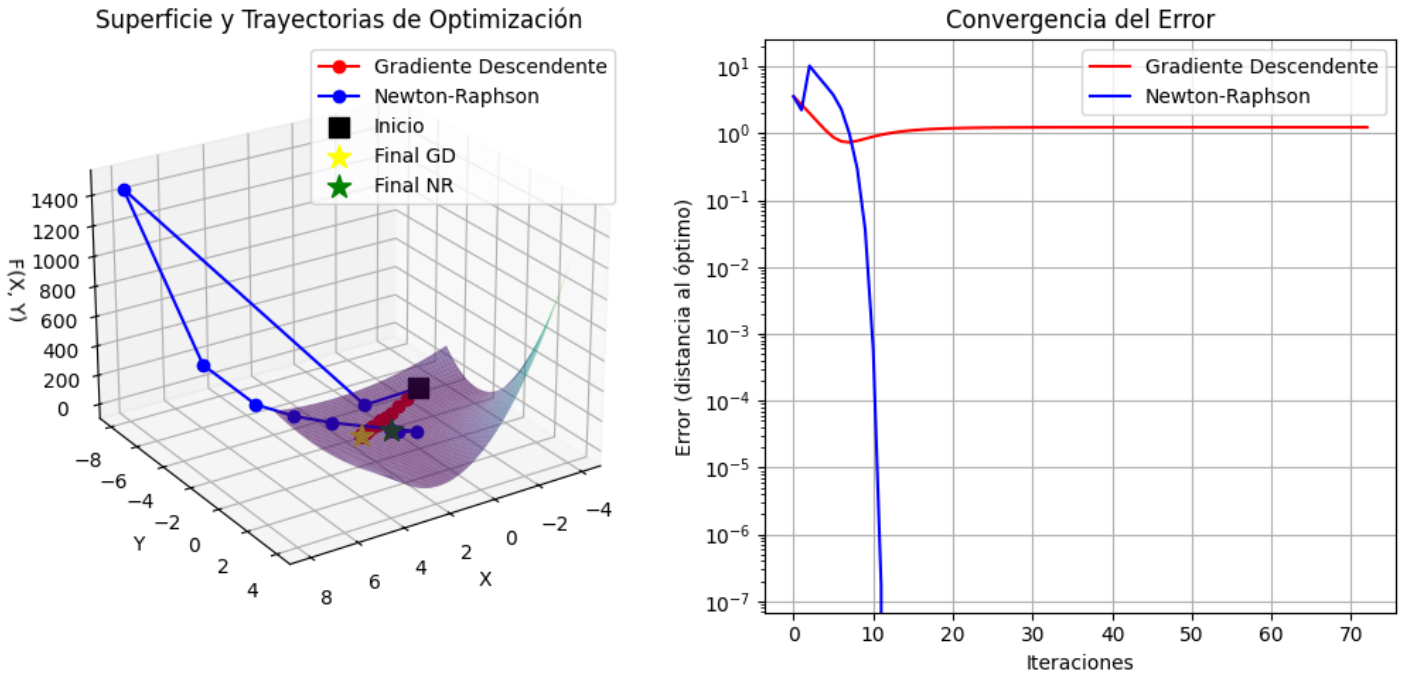 Superficie y Trayectorias de Optimización
Gradiente Descendente
Newton-Raphson
Inicio
Final GD
Final NR
1400
1200
1000
800
600
400
200
0
F(X, Y)
−8
−6
−4
−2
0
2
4
Y
8
6
4
2
0
−2
−4
X
Convergencia del Error
Gradiente Descendente
Newton-Raphson
10¹
10⁰
10⁻¹
10⁻²
10⁻³
10⁻⁴
10⁻⁵
10⁻⁶
10⁻⁷
Error (distancia al óptimo)
0 10 20 30 40 50 60 70
Iteraciones